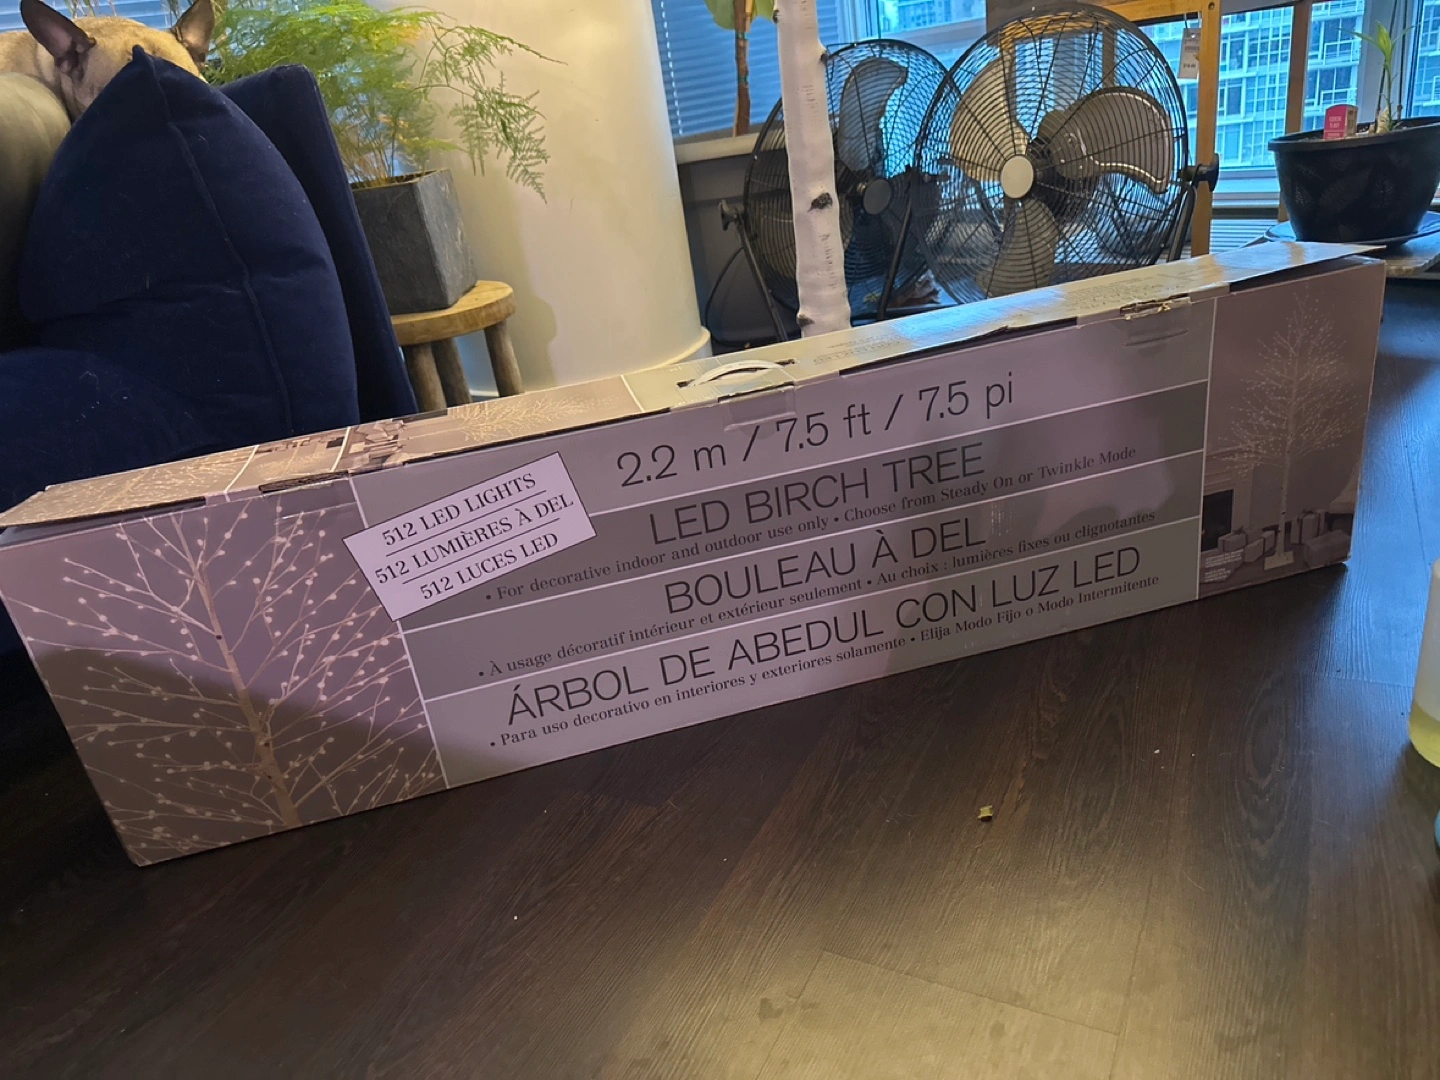 2.2 m / 7.5 ft / 7.5 pi
512 LED LIGHTS
512 LUMIÈRES À DEL
512 LUCES LED
LED BIRCH TREE
• For decorative indoor and outdoor use only • Choose from Steady On or Twinkle Mode
BOULEAU À DEL
• À usage décoratif intérieur et extérieur seulement • Au choix : lumières fixes ou clignotantes
ÁRBOL DE ABEDUL CON LUZ LED
• Para uso decorativo en interiores y exteriores solamente • Elija Modo Fijo o Modo Intermitente